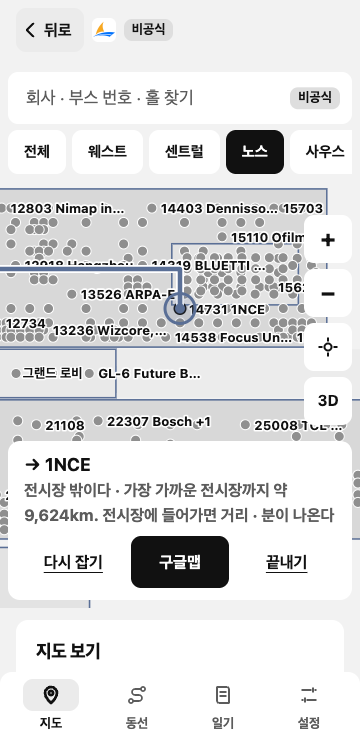 뒤로
비공식
회사 · 부스 번호 · 홀 찾기
비공식
전체
웨스트
센트럴
노스
사우스
12803 Nimap in...
14403 Dennisso...
15703
15110 Ofilm
BLUETTI ...
13526 ARPA-E
14731 1NCE
12734
13236 Wizcore,...
14538 Focus Un...
그랜드 로비
GL-6 Future B...
21108
22307 Bosch +1
25008
+
−
3D
→ 1NCE
전시장 밖이다 · 가장 가까운 전시장까지 약
9,624km. 전시장에 들어가면 거리 · 분이 나온다
다시 잡기
구글맵
끝내기
지도 보기
지도
동선
일기
설정